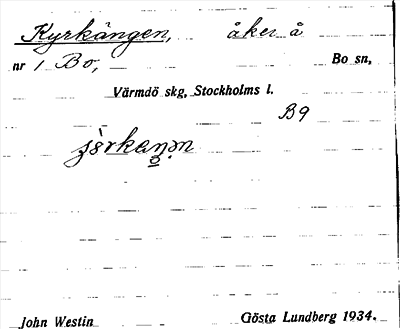 Kyrkängen, åker å
nr 1 Bo, Bo sn,
Värmdö skg, Stockholms l.
B9
John Westin Gösta Lundberg 1934.